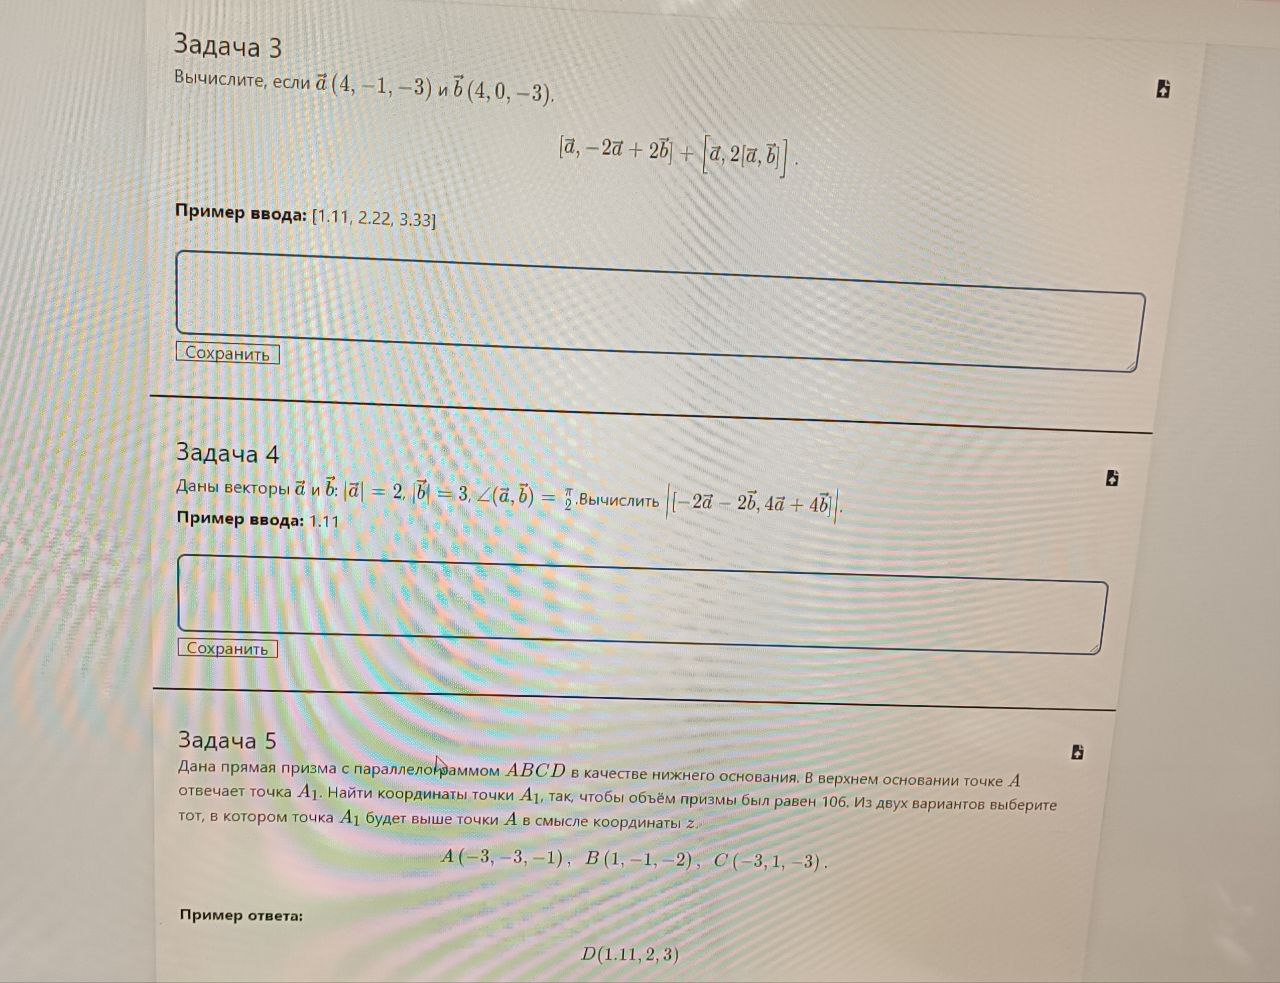 Задача 3
Вычислите, если $\vec{a}\,(4, -1, -3)$ и $\vec{b}\,(4, 0, -3)$.
$[\vec{a}, -2\vec{a} + 2\vec{b}] + \left[\vec{a}, 2[\vec{a}, \vec{b}]\right].$
Пример ввода: [1.11, 2.22, 3.33]
Сохранить
Задача 4
Даны векторы $\vec{a}$ и $\vec{b}$: $|\vec{a}| = 2$, $|\vec{b}| = 3$, $\angle(\vec{a}, \vec{b}) = \frac{\pi}{2}$.Вычислить $\left|[-2\vec{a} - 2\vec{b}, 4\vec{a} + 4\vec{b}]\right|$.
Пример ввода: 1.11
Сохранить
Задача 5
Дана прямая призма с параллелограммом $ABCD$ в качестве нижнего основания. В верхнем основании точке $A$
отвечает точка $A_1$. Найти координаты точки $A_1$, так, чтобы объём призмы был равен 106. Из двух вариантов выберите
тот, в котором точка $A_1$ будет выше точки $A$ в смысле координаты $z$.
$A\,(-3, -3, -1),\ B\,(1, -1, -2),\ C\,(-3, 1, -3).$
Пример ответа:
$D(1.11, 2, 3)$